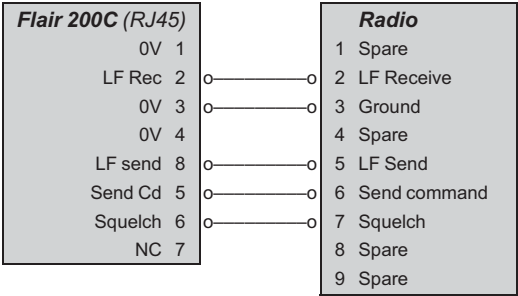 Flair 200C (RJ45) Radio
0V 1 1 Spare
LF Rec 2 o o 2 LF Receive
0V 3 o o 3 Ground
0V 4 4 Spare
LF send 8 o o 5 LF Send
Send Cd 5 o o 6 Send command
Squelch 6 o o 7 Squelch
NC 7 8 Spare
9 Spare